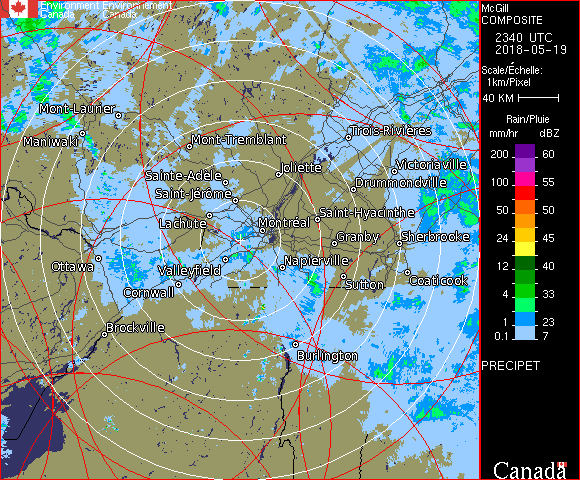 Environment Environnement
Canada Canada
McGill
COMPOSITE
2340 UTC
2018-05-19
Scale/Échelle:
1km/Pixel
40 KM
Rain/Pluie
mm/hr dBZ
200 60
100 55
50 50
24 45
12 40
4 33
1 23
0.1 7
PRECIPET
Canada
Mont-Laurier
Maniwaki
Mont-Tremblant
Trois-Rivières
Joliette
Victoriaville
Sainte-Adèle
Drummondville
Saint-Jérôme
Saint-Hyacinthe
Lachute
Montréal
Granby
Sherbrooke
Ottawa
Valleyfield
Napierville
Cornwall
Sutton
Coaticook
Brockville
Burlington